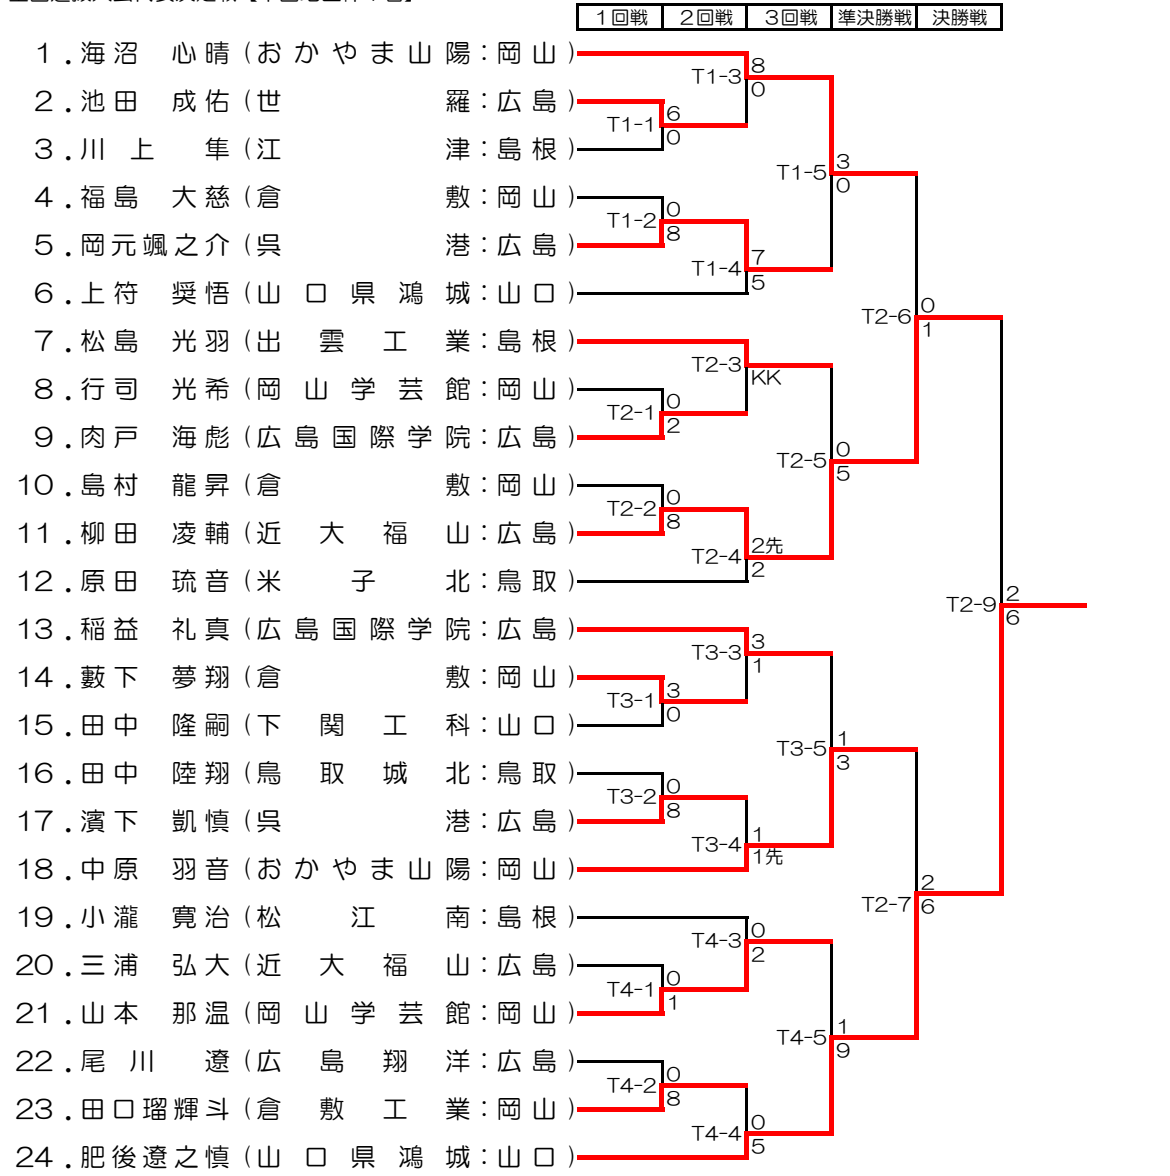 １回戦 ２回戦 ３回戦 準決勝戦 決勝戦
1．海沼　心晴（おかやま山陽：岡山）
2．池田　成佑（世　羅：広島）
3．川上　隼（江　津：島根）
4．福島　大慈（倉　敷：岡山）
5．岡元颯之介（呉　港：広島）
6．上符　奨悟（山口県鴻城：山口）
7．松島　光羽（出雲工業：島根）
8．行司　光希（岡山学芸館：岡山）
9．肉戸　海彪（広島国際学院：広島）
10．島村　龍昇（倉　敷：岡山）
11．柳田　凌輔（近大福山：広島）
12．原田　琉音（米子北：鳥取）
13．稲益　礼真（広島国際学院：広島）
14．藪下　夢翔（倉　敷：岡山）
15．田中　隆嗣（下関工科：山口）
16．田中　陸翔（鳥取城北：鳥取）
17．濱下　凱慎（呉　港：広島）
18．中原　羽音（おかやま山陽：岡山）
19．小瀧　寛治（松江南：島根）
20．三浦　弘大（近大福山：広島）
21．山本　那温（岡山学芸館：岡山）
22．尾川　遼（広島翔洋：広島）
23．田口瑠輝斗（倉敷工業：岡山）
24．肥後遼之慎（山口県鴻城：山口）
T1-1 6 0
T1-2 0 8
T2-1 0 2
T2-2 0 8
T3-1 3 0
T3-2 0 8
T4-1 0 1
T4-2 0 8
T1-3 8 0
T1-4 7 5
T2-3 KK
T2-4 2先 2
T3-3 3 1
T3-4 1 1先
T4-3 0 2
T4-4 0 5
T1-5 3 0
T2-5 0 5
T3-5 1 3
T4-5 1 9
T2-6 0 1
T2-7 2 6
T2-9 2 6